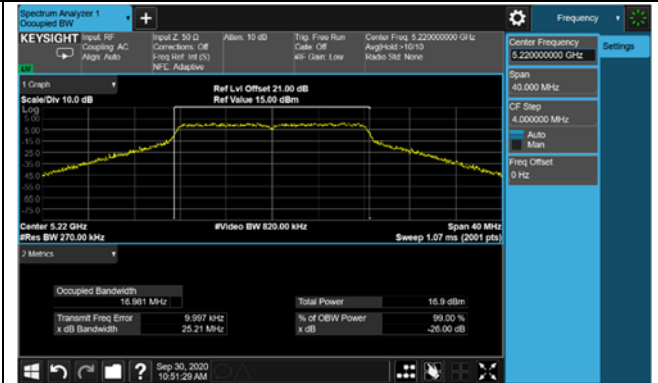 Spectrum Analyzer 1
Occupied BW
Frequency
KEYSIGHT
Input: RF
Coupling: AC
Align: Auto
Input Z: 50 Ω
Corrections: Off
Freq Ref: Int (S)
NFE: Adaptive
Atten: 10 dB
Trig: Free Run
Gate: Off
#IF Gain: Low
Center Freq: 5.220000000 GHz
Avg|Hold:>10/10
Radio Std: None
Center Frequency
5.220000000 GHz
Settings
Span
40.000 MHz
CF Step
4.000000 MHz
Auto
Man
Freq Offset
0 Hz
1 Graph
Scale/Div 10.0 dB
Ref Lvl Offset 21.00 dB
Ref Value 15.00 dBm
Log
5.00
-5.00
-15.0
-25.0
-35.0
-45.0
-55.0
-65.0
-75.0
Center 5.22 GHz
#Video BW 820.00 kHz
Span 40 MHz
#Res BW 270.00 kHz
Sweep 1.07 ms (2001 pts)
2 Metrics
Occupied Bandwidth
16.981 MHz
Total Power
16.9 dBm
Transmit Freq Error
9.997 kHz
% of OBW Power
99.00 %
x dB Bandwidth
25.21 MHz
x dB
-26.00 dB
Sep 30, 2020
10:51:29 AM